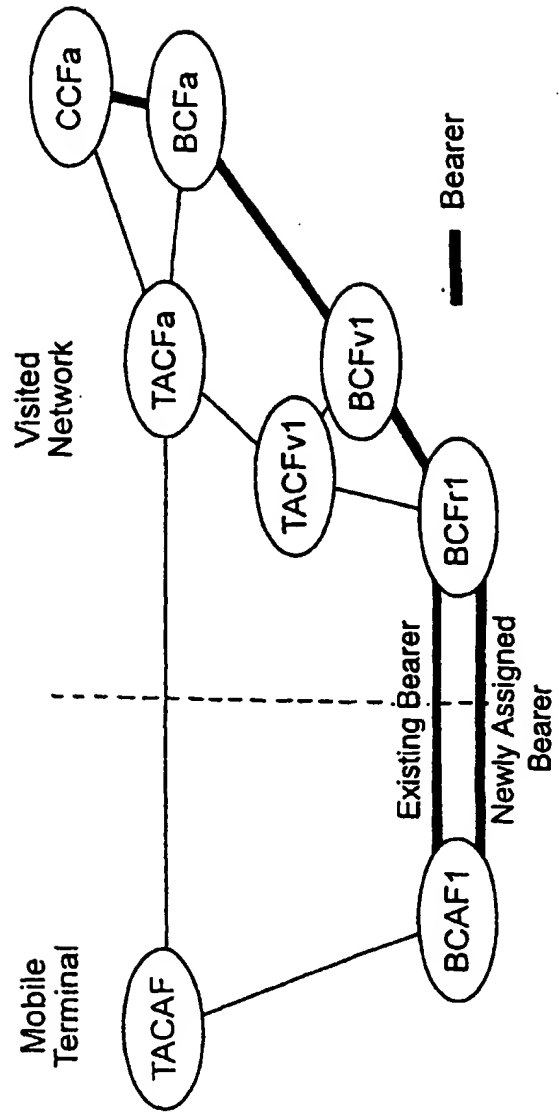 Mobile
Terminal
Visited
Network
TACAF
TACFa
CCFa
BCFa
TACFv1
BCFv1
BCAF1
Existing Bearer
Newly Assigned
Bearer
BCFr1
Bearer